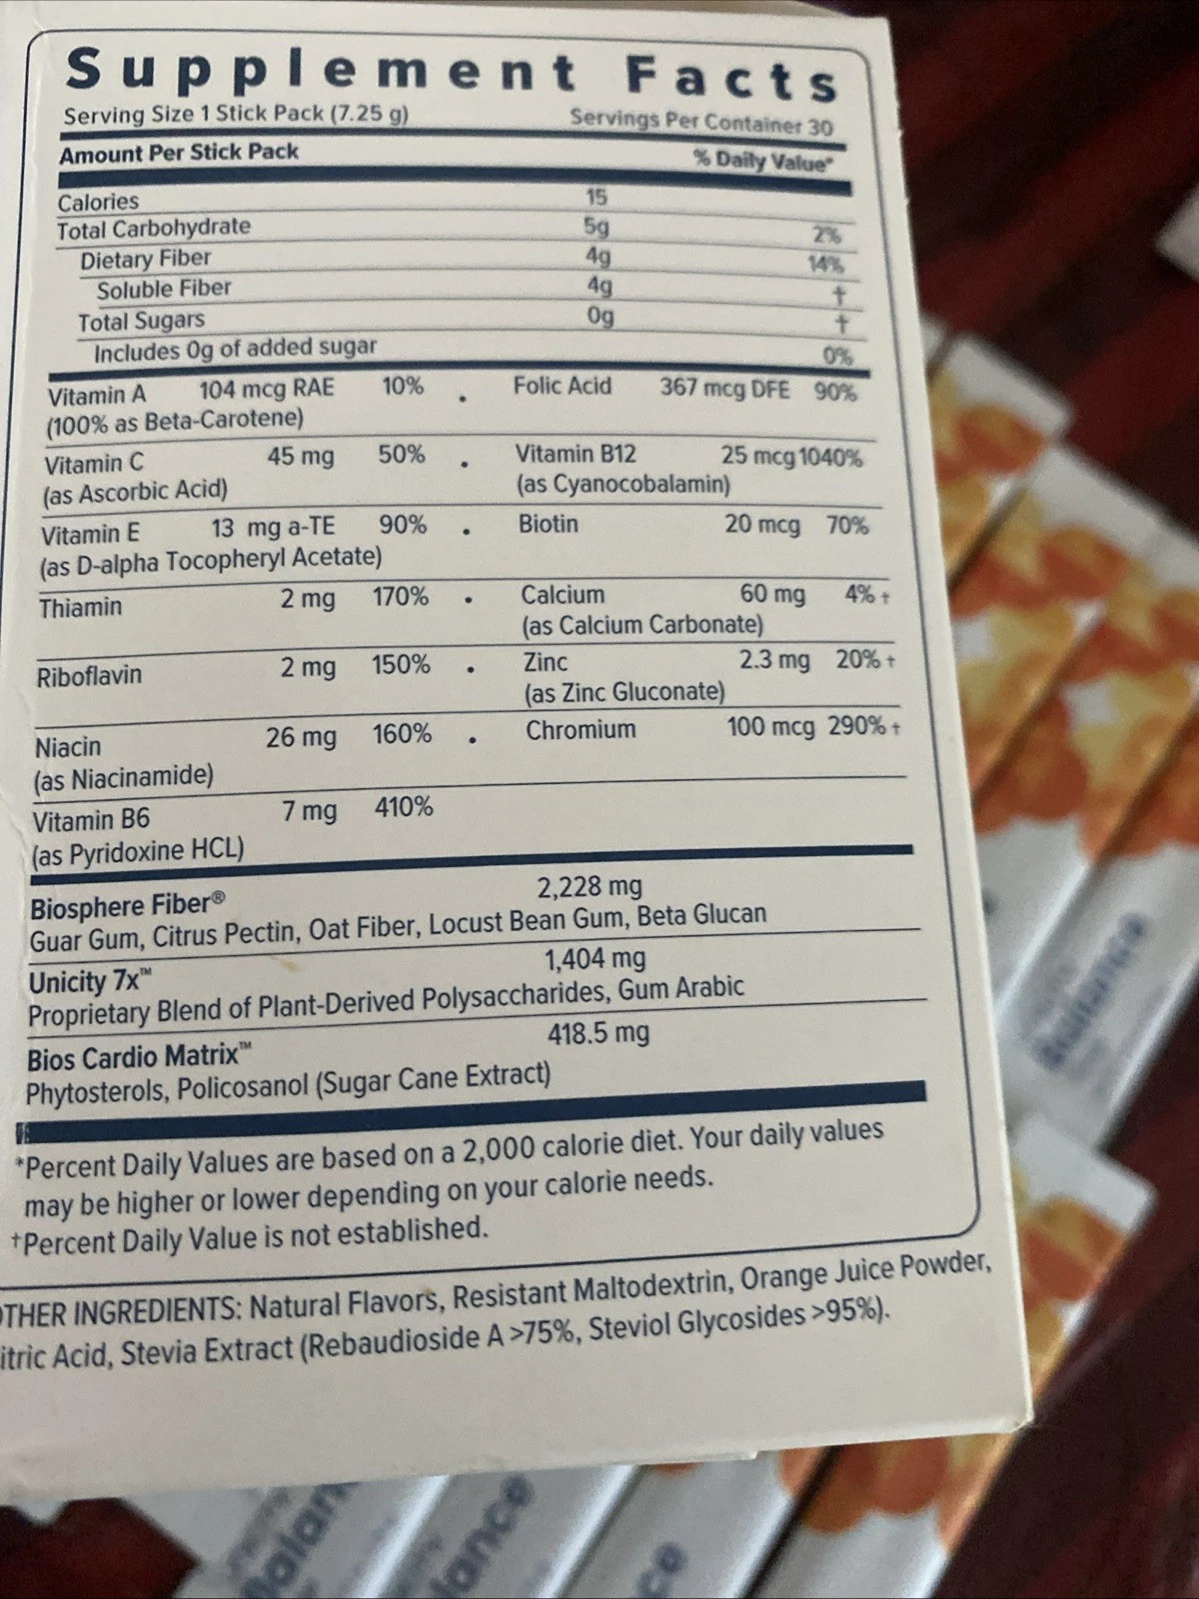 Supplement Facts
Serving Size 1 Stick Pack (7.25 g) Servings Per Container 30
Amount Per Stick Pack % Daily Value*
Calories 15
Total Carbohydrate 5g 2%
Dietary Fiber 4g 14%
Soluble Fiber 4g †
Total Sugars 0g †
Includes 0g of added sugar 0%
Vitamin A 104 mcg RAE 10% . Folic Acid 367 mcg DFE 90%
(100% as Beta-Carotene)
Vitamin C 45 mg 50% . Vitamin B12 25 mcg 1040%
(as Ascorbic Acid) (as Cyanocobalamin)
Vitamin E 13 mg a-TE 90% . Biotin 20 mcg 70%
(as D-alpha Tocopheryl Acetate)
Thiamin 2 mg 170% . Calcium 60 mg 4% †
(as Calcium Carbonate)
Riboflavin 2 mg 150% . Zinc 2.3 mg 20% †
(as Zinc Gluconate)
Niacin 26 mg 160% . Chromium 100 mcg 290% †
(as Niacinamide)
Vitamin B6 7 mg 410%
(as Pyridoxine HCL)
Biosphere Fiber® 2,228 mg
Guar Gum, Citrus Pectin, Oat Fiber, Locust Bean Gum, Beta Glucan
Unicity 7x™ 1,404 mg
Proprietary Blend of Plant-Derived Polysaccharides, Gum Arabic
Bios Cardio Matrix™ 418.5 mg
Phytosterols, Policosanol (Sugar Cane Extract)
*Percent Daily Values are based on a 2,000 calorie diet. Your daily values
may be higher or lower depending on your calorie needs.
†Percent Daily Value is not established.
OTHER INGREDIENTS: Natural Flavors, Resistant Maltodextrin, Orange Juice Powder,
itric Acid, Stevia Extract (Rebaudioside A >75%, Steviol Glycosides >95%).
Balance
Balan
lance
ce